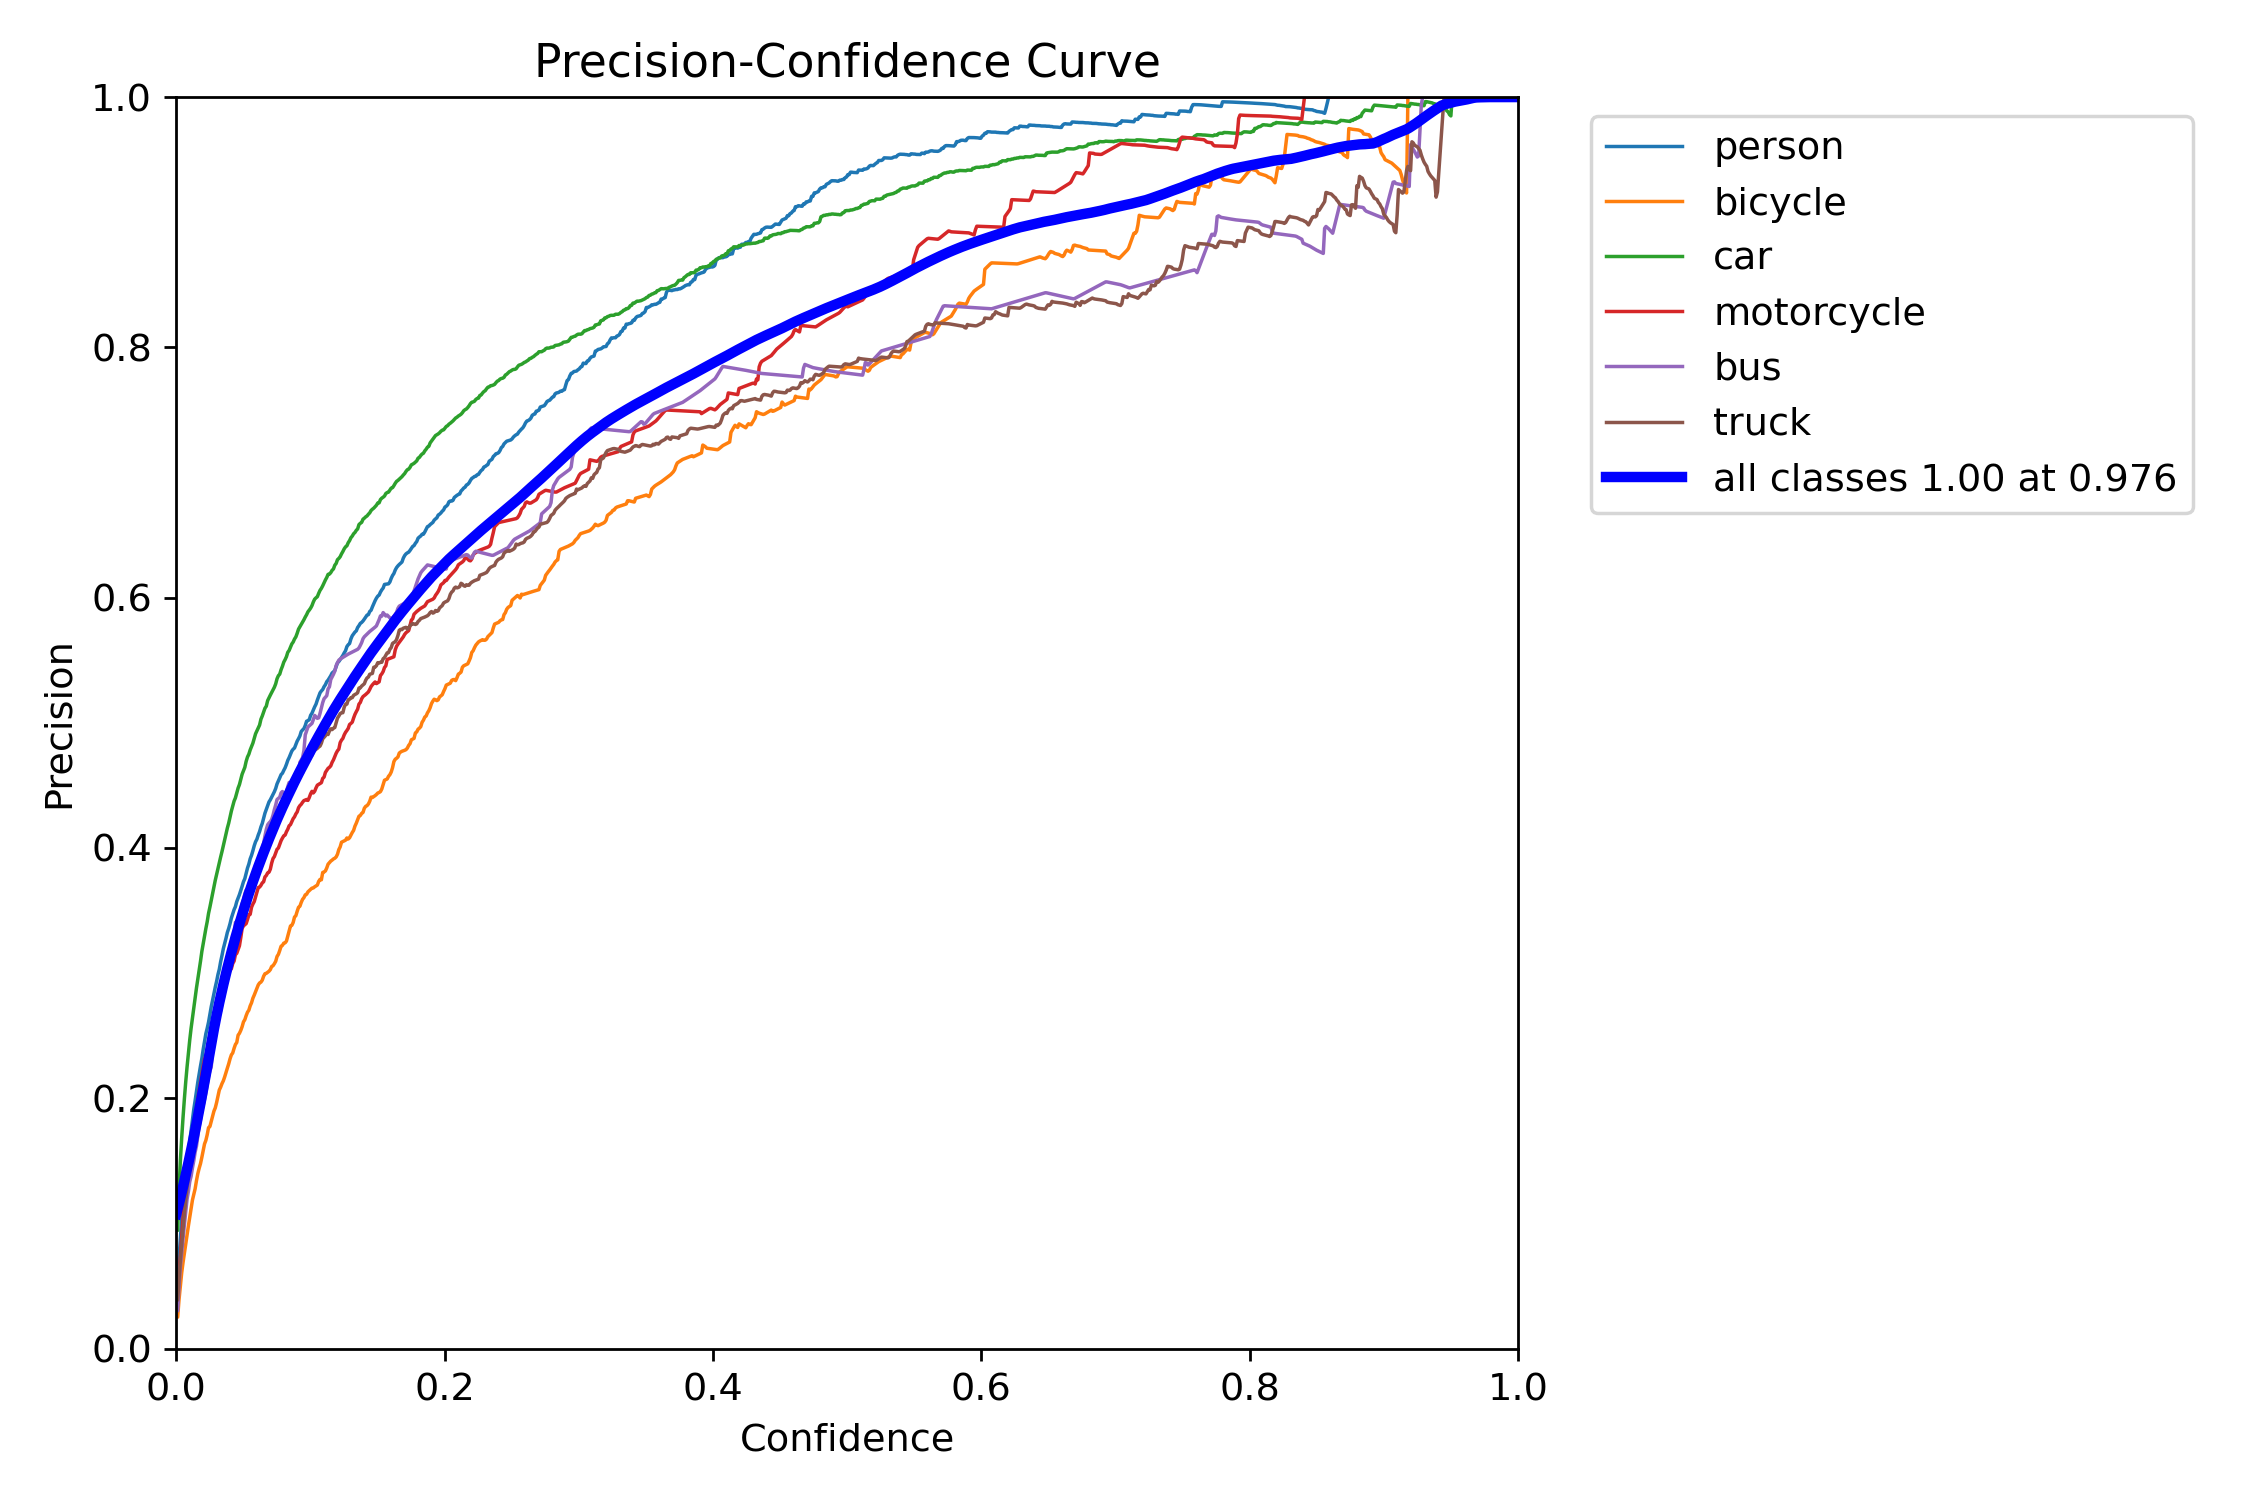 Precision-Confidence Curve
1.0
0.8
0.6
0.4
0.2
0.0
Precision
0.0 0.2 0.4 0.6 0.8 1.0
Confidence
person
bicycle
car
motorcycle
bus
truck
all classes 1.00 at 0.976